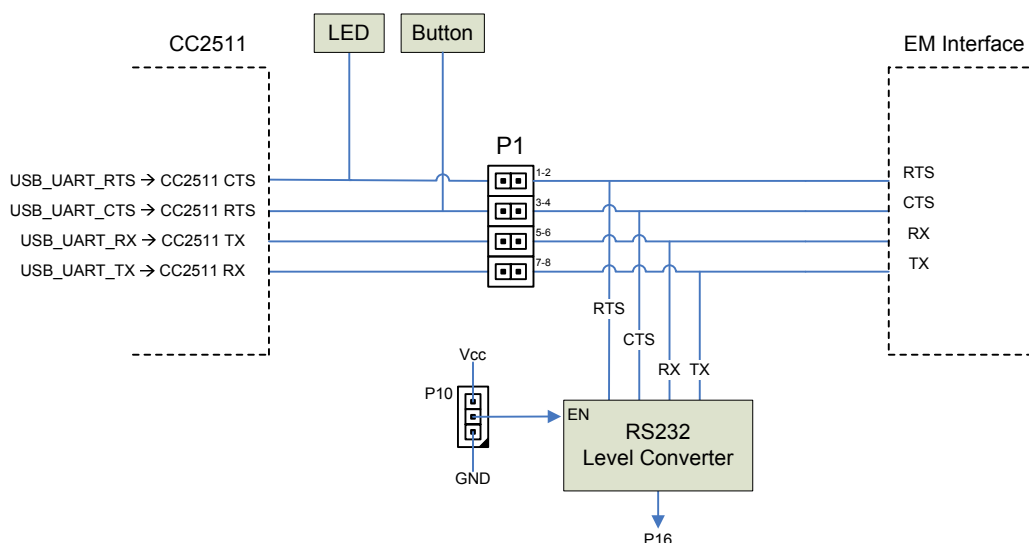 LED
Button
CC2511
EM Interface
P1
USB_UART_RTS → CC2511 CTS
1-2
RTS
USB_UART_CTS → CC2511 RTS
3-4
CTS
USB_UART_RX → CC2511 TX
5-6
RX
USB_UART_TX → CC2511 RX
7-8
TX
RTS
CTS
RX
TX
Vcc
P10
EN
RS232
Level Converter
GND
P16